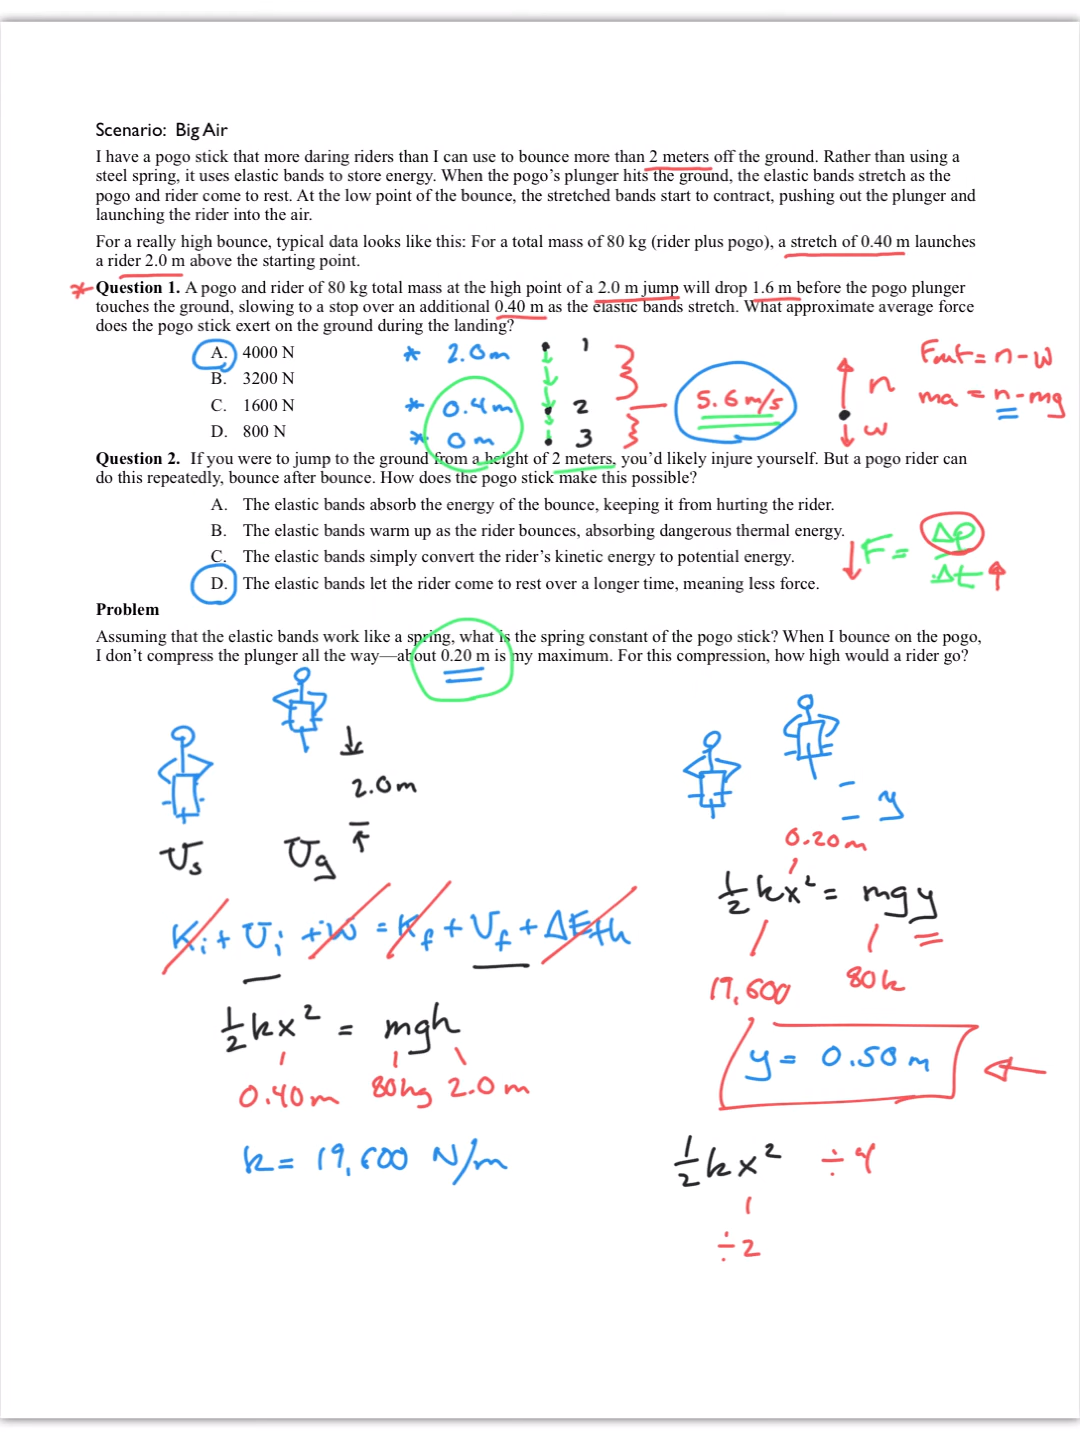 Scenario: Big Air
I have a pogo stick that more daring riders than I can use to bounce more than 2 meters off the ground. Rather than using a
steel spring, it uses elastic bands to store energy. When the pogo’s plunger hits the ground, the elastic bands stretch as the
pogo and rider come to rest. At the low point of the bounce, the stretched bands start to contract, pushing out the plunger and
launching the rider into the air.
For a really high bounce, typical data looks like this: For a total mass of 80 kg (rider plus pogo), a stretch of 0.40 m launches
a rider 2.0 m above the starting point.
* Question 1. A pogo and rider of 80 kg total mass at the high point of a 2.0 m jump will drop 1.6 m before the pogo plunger
touches the ground, slowing to a stop over an additional 0.40 m as the elastic bands stretch. What approximate average force
does the pogo stick exert on the ground during the landing?
A. 4000 N
B. 3200 N
C. 1600 N
D. 800 N
* 2.0m 1
* 0.4m 2
* 0m 3
5.6 m/s
n
w
Fnet = n - w
ma = n - mg
Question 2. If you were to jump to the ground from a height of 2 meters, you’d likely injure yourself. But a pogo rider can
do this repeatedly, bounce after bounce. How does the pogo stick make this possible?
A. The elastic bands absorb the energy of the bounce, keeping it from hurting the rider.
B. The elastic bands warm up as the rider bounces, absorbing dangerous thermal energy.
C. The elastic bands simply convert the rider’s kinetic energy to potential energy.
D. The elastic bands let the rider come to rest over a longer time, meaning less force.
↓F = Δp
Δt ↑
Problem
Assuming that the elastic bands work like a spring, what is the spring constant of the pogo stick? When I bounce on the pogo,
I don’t compress the plunger all the way—about 0.20 m is my maximum. For this compression, how high would a rider go?
2.0m
Us Ug
Ki + Ui + W = Kf + Uf + ΔEth
½kx² = mgh
0.40m 80kg 2.0m
k = 19,600 N/m
y
0.20m
½kx² = mgy
19,600 80k
y = 0.50 m
½kx² ÷4
÷2